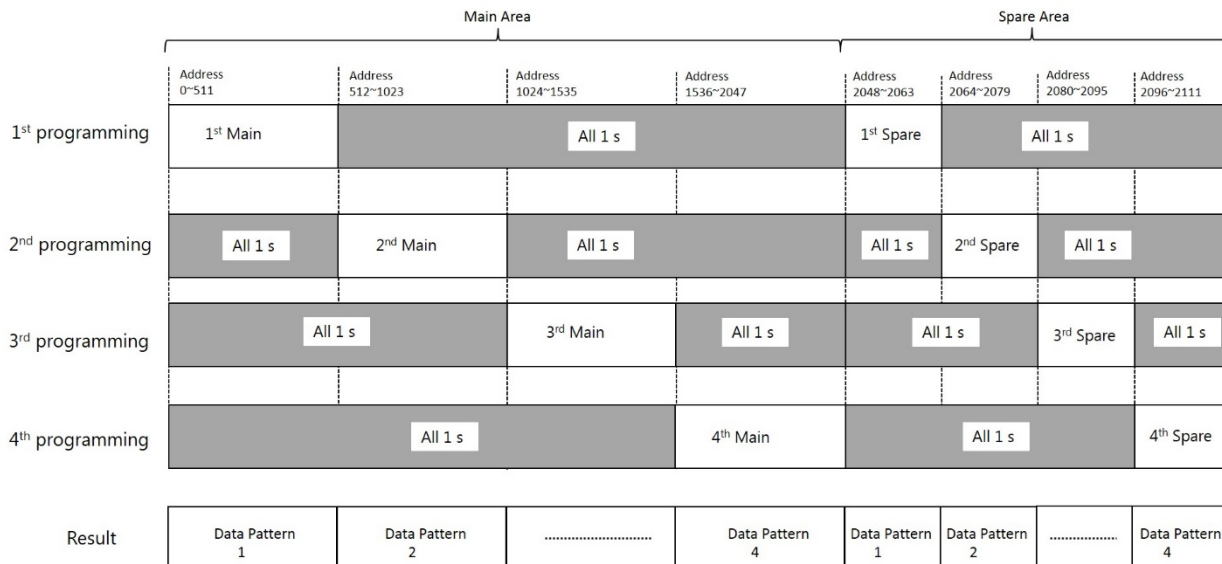 Main Area
Spare Area
Address
0~511
Address
512~1023
Address
1024~1535
Address
1536~2047
Address
2048~2063
Address
2064~2079
Address
2080~2095
Address
2096~2111
1st programming
1st Main
All 1 s
1st Spare
All 1 s
2nd programming
All 1 s
2nd Main
All 1 s
All 1 s
2nd Spare
All 1 s
3rd programming
All 1 s
3rd Main
All 1 s
All 1 s
3rd Spare
All 1 s
4th programming
All 1 s
4th Main
All 1 s
4th Spare
Result
Data Pattern
1
Data Pattern
2
............................
Data Pattern
4
Data Pattern
1
Data Pattern
2
......................
Data Pattern
4